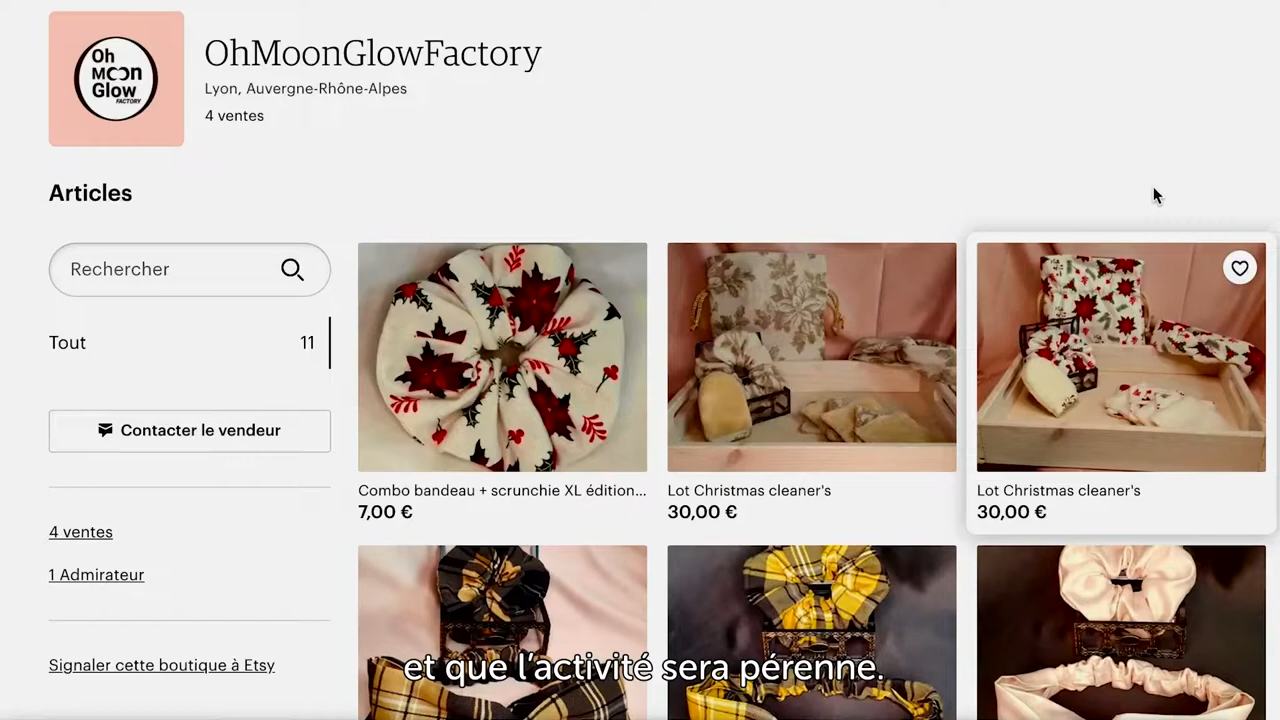 Oh
Moon
Glow
FACTORY
OhMoonGlowFactory
Lyon, Auvergne-Rhône-Alpes
4 ventes
Articles
Rechercher
Tout 11
Contacter le vendeur
4 ventes
1 Admirateur
Signaler cette boutique à Etsy
Combo bandeau + scrunchie XL édition...
7,00 €
Lot Christmas cleaner's
30,00 €
Lot Christmas cleaner's
30,00 €
et que l'activité sera pérenne.